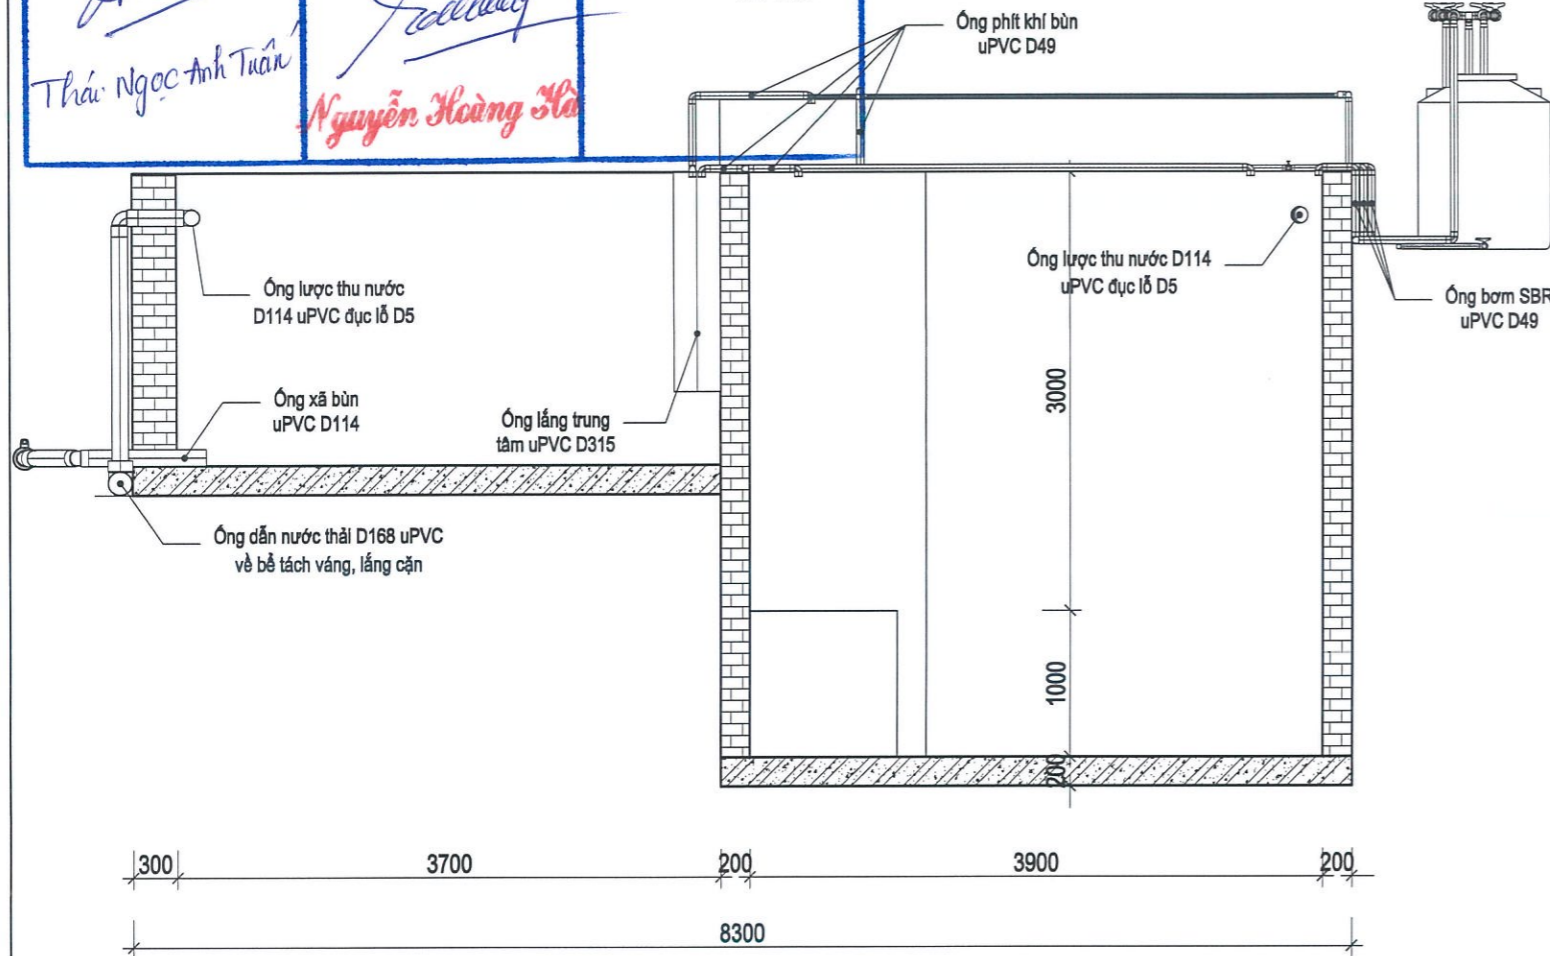 Thái Ngọc Anh Tuấn
Nguyễn Hoàng Hà
Ống phít khí bùn
uPVC D49
Ống lược thu nước
D114 uPVC đục lỗ D5
Ống lược thu nước D114
uPVC đục lỗ D5
Ống bơm SBR
uPVC D49
Ống xã bùn
uPVC D114
Ống lắng trung
tâm uPVC D315
Ống dẫn nước thải D168 uPVC
về bể tách váng, lắng cặn
3000
1000
200
300
3700
200
3900
200
8300